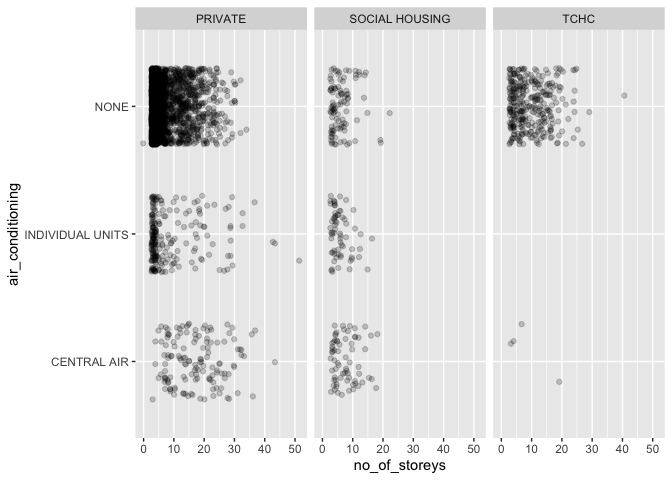 PRIVATE SOCIAL HOUSING TCHC
air_conditioning
NONE
INDIVIDUAL UNITS
CENTRAL AIR
0 10 20 30 40 50 0 10 20 30 40 50 0 10 20 30 40 50
no_of_storeys